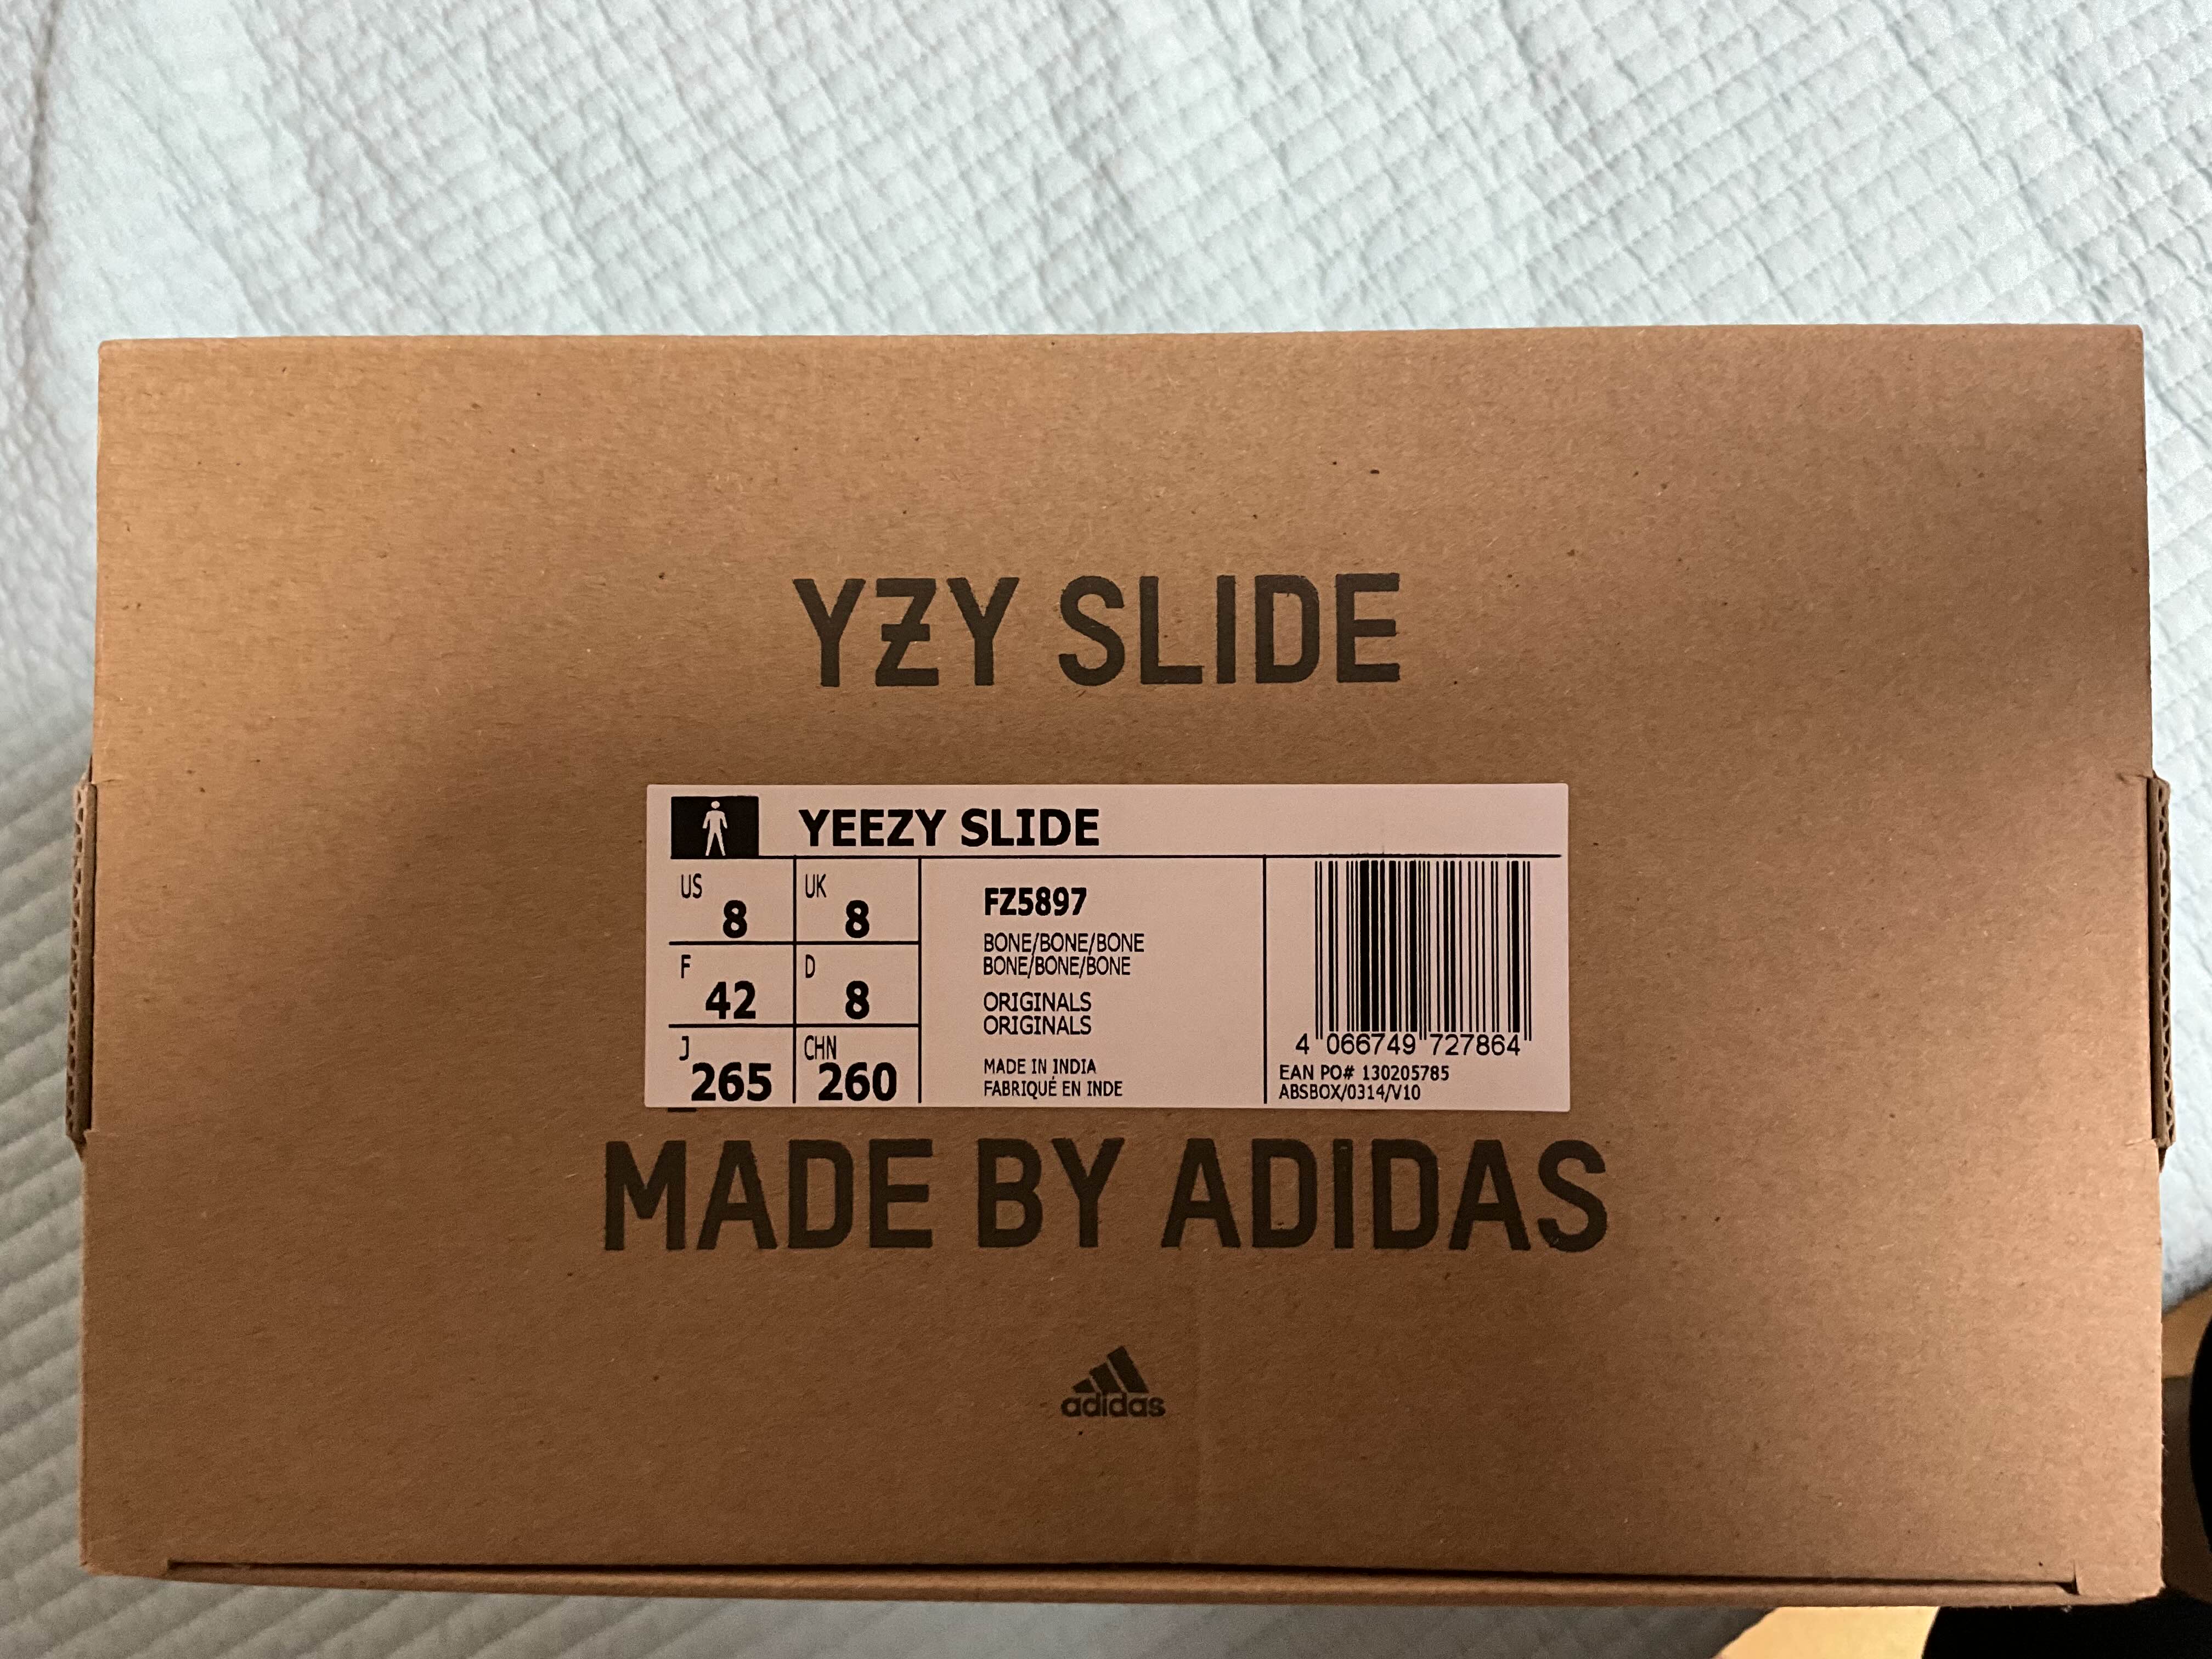 YZY SLIDE
YEEZY SLIDE
US 8 UK 8
F 42 D 8
J 265 CHN 260
FZ5897
BONE/BONE/BONE
BONE/BONE/BONE
ORIGINALS
ORIGINALS
MADE IN INDIA
FABRIQUÉ EN INDE
4 066749 727864
EAN PO# 130205785
ABSBOX/0314/V10
MADE BY ADIDAS
adidas